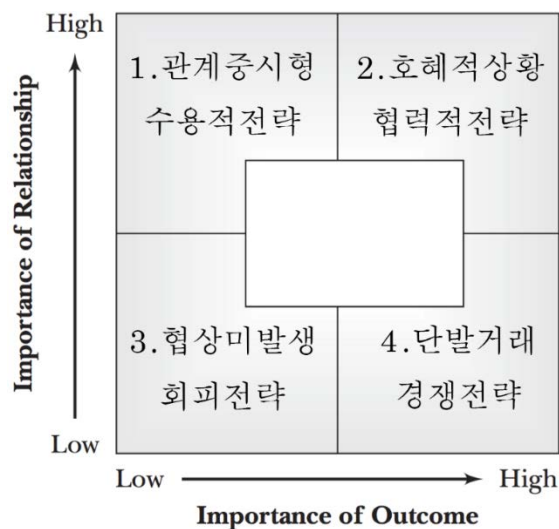 High
1.관계중시형
수용적전략
2.호혜적상황
협력적전략
Importance of Relationship
3.협상미발생
회피전략
4.단발거래
경쟁전략
Low
Low
High
Importance of Outcome